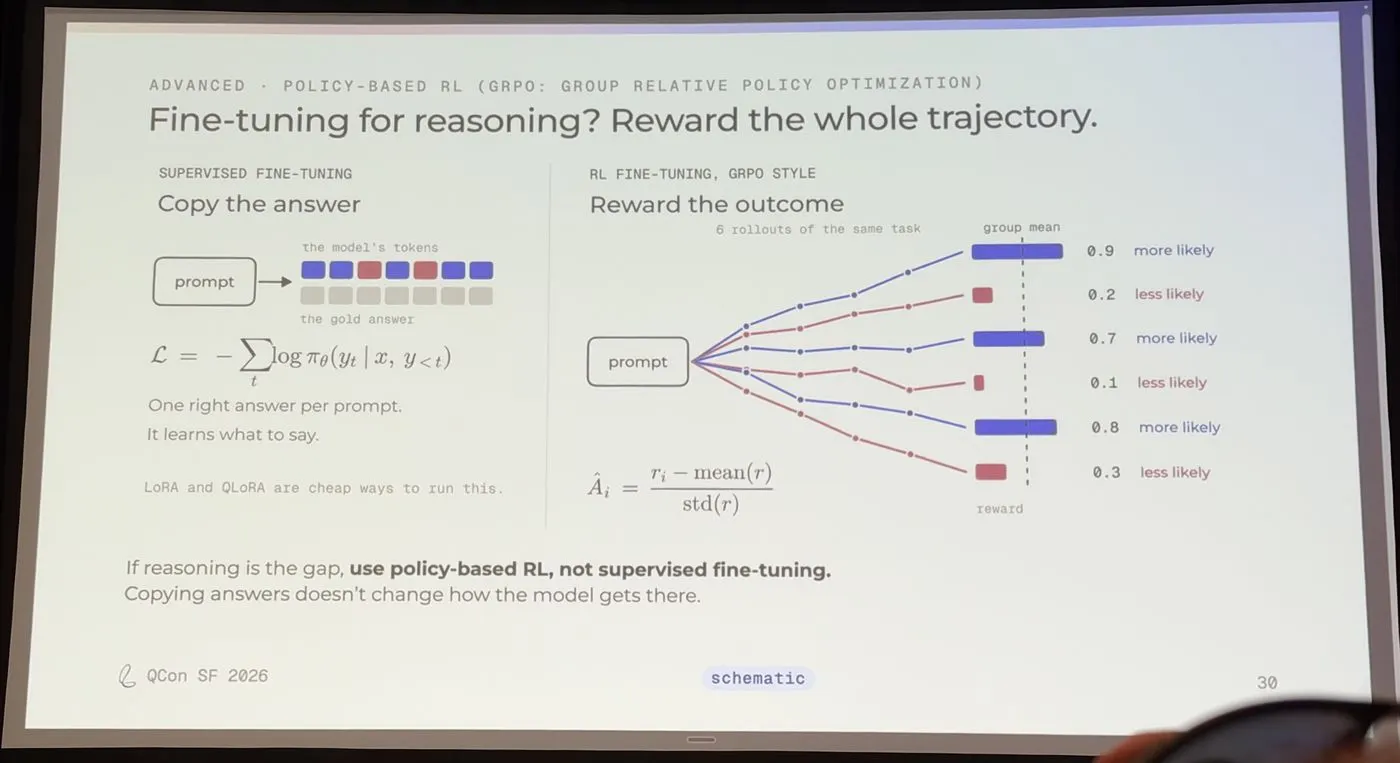 ADVANCED · POLICY-BASED RL (GRPO: GROUP RELATIVE POLICY OPTIMIZATION)
Fine-tuning for reasoning? Reward the whole trajectory.
SUPERVISED FINE-TUNING
Copy the answer
the model's tokens
prompt
the gold answer
ℒ = − ∑_t log π_θ(y_t | x, y_{<t})
One right answer per prompt.
It learns what to say.
LoRA and QLoRA are cheap ways to run this.
RL FINE-TUNING, GRPO STYLE
Reward the outcome
6 rollouts of the same task
group mean
prompt
0.9 more likely
0.2 less likely
0.7 more likely
0.1 less likely
0.8 more likely
0.3 less likely
reward
Â_i = (r_i − mean(r)) / std(r)
If reasoning is the gap, use policy-based RL, not supervised fine-tuning.
Copying answers doesn't change how the model gets there.
QCon SF 2026
schematic
30